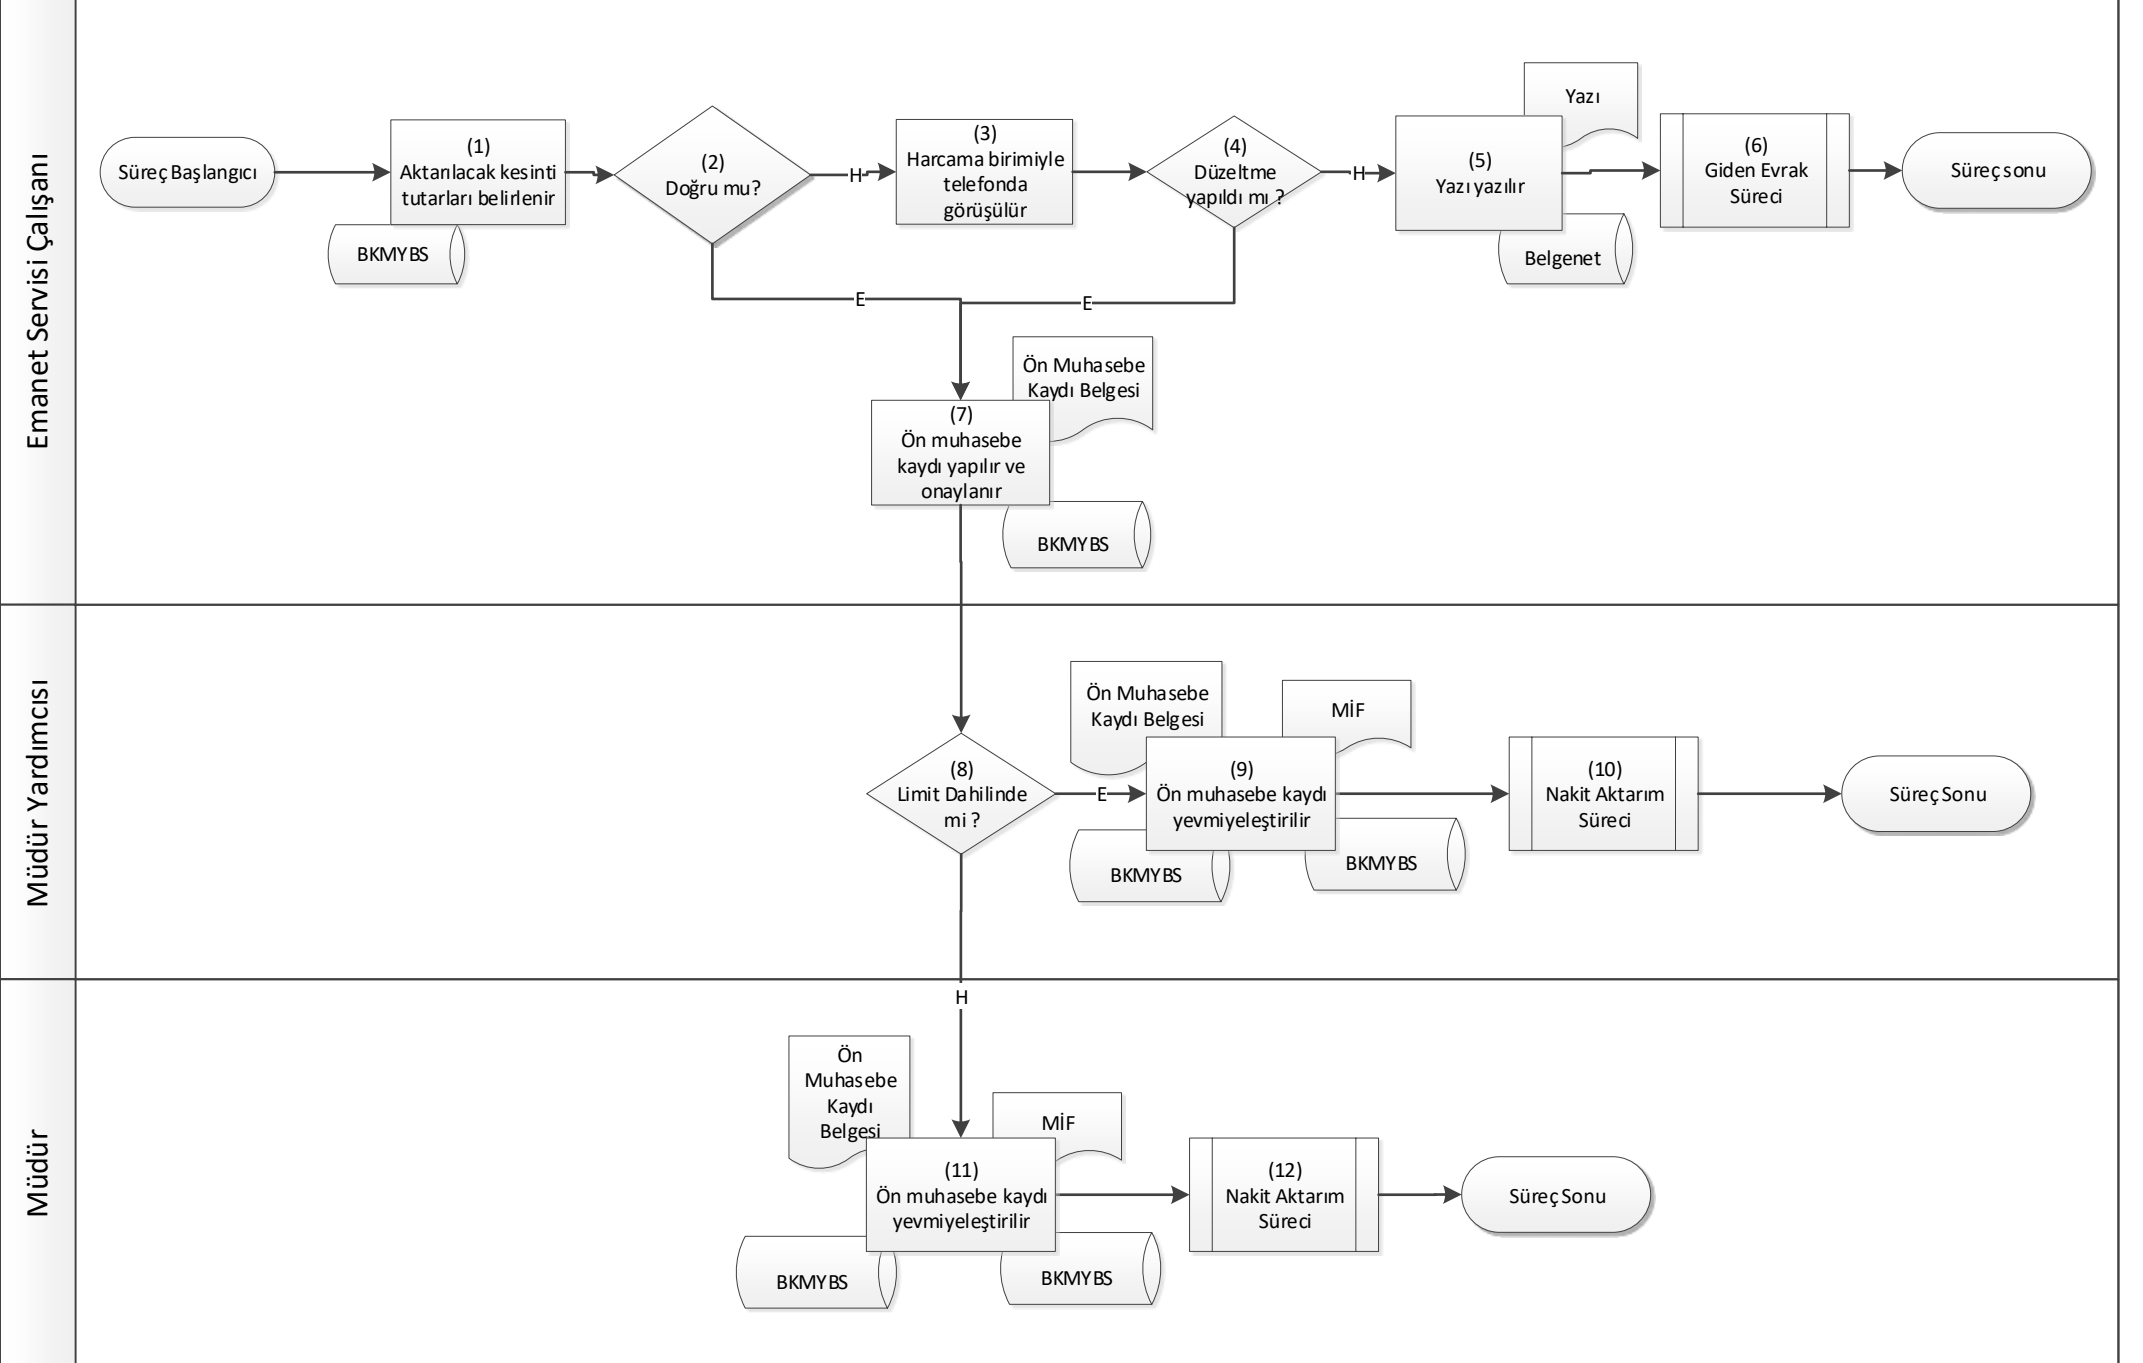 Emanet Servisi Çalışanı
Süreç Başlangıcı
(1)
Aktarılacak kesinti
tutarları belirlenir
BKMYBS
(2)
Doğru mu?
H
(3)
Harcama birimiyle
telefonda
görüşülür
(4)
Düzeltme
yapıldı mı ?
H
Yazı
(5)
Yazı yazılır
Belgenet
(6)
Giden Evrak
Süreci
Süreç sonu
E
E
Ön Muhasebe
Kaydı Belgesi
(7)
Ön muhasebe
kaydı yapılır ve
onaylanır
BKMYBS
Müdür Yardımcısı
(8)
Limit Dahilinde
mi ?
E
Ön Muhasebe
Kaydı Belgesi
MİF
(9)
Ön muhasebe kaydı
yevmiyeleştirilir
BKMYBS
BKMYBS
(10)
Nakit Aktarım
Süreci
Süreç Sonu
Müdür
H
Ön
Muhasebe
Kaydı
Belgesi
MİF
(11)
Ön muhasebe kaydı
yevmiyeleştirilir
BKMYBS
BKMYBS
(12)
Nakit Aktarım
Süreci
Süreç Sonu